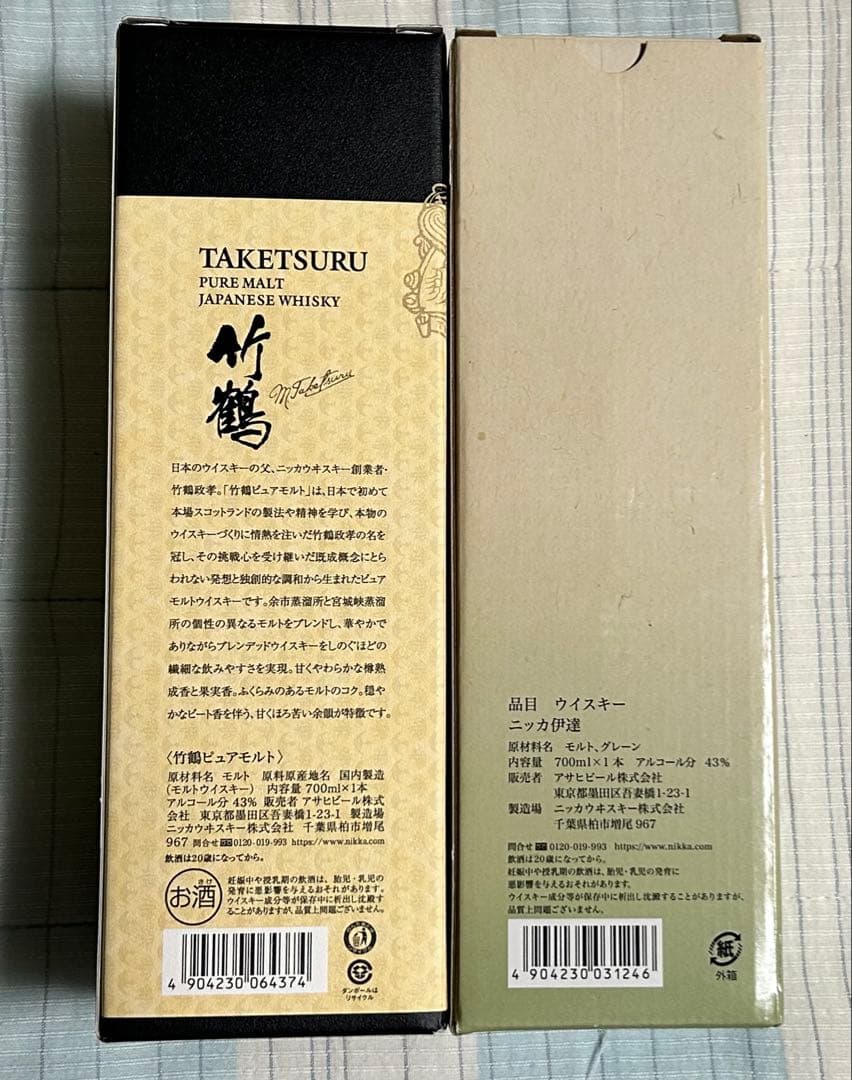 TAKETSURU
PURE MALT
JAPANESE WHISKY
竹鶴
M.Taketsuru
日本のウイスキーの父、ニッカウヰスキー創業者・
竹鶴政孝。「竹鶴ピュアモルト」は、日本で初めて
本場スコットランドの製法や精神を学び、本物の
ウイスキーづくりに情熱を注いだ竹鶴政孝の名を
冠し、その挑戦心を受け継いだ既成概念にとら
われない発想と独創的な調和から生まれたピュア
モルトウイスキーです。余市蒸溜所と宮城峡蒸溜
所の個性の異なるモルトをブレンドし、華やかで
ありながらブレンデッドウイスキーをしのぐほどの
繊細な飲みやすさを実現。甘くやわらかな樽熟
成香と果実香。ふくらみのあるモルトのコク。穏や
かなピート香を伴う、甘くほろ苦い余韻が特徴です。
〈竹鶴ピュアモルト〉
原材料名 モルト 原料原産地名 国内製造
(モルトウイスキー) 内容量 700ml×1本
アルコール分 43% 販売者 アサヒビール株式
会社 東京都墨田区吾妻橋1-23-1 製造場
ニッカウヰスキー株式会社 千葉県柏市増尾
967 問合せ 0120-019-993 https://www.nikka.com
飲酒は20歳になってから。
さけ
お酒
妊娠中や授乳期の飲酒は、胎児・乳児の
発育に悪影響を与えるおそれがあります。
ウイスキー成分等が保存中に析出し沈澱す
ることがありますが、品質上問題ございません。
4 904230 064374
ダンボールは
リサイクル
品目 ウイスキー
ニッカ伊達
原材料名 モルト、グレーン
内容量 700ml×1本 アルコール分 43%
販売者 アサヒビール株式会社
東京都墨田区吾妻橋1-23-1
製造場 ニッカウヰスキー株式会社
千葉県柏市増尾967
問合せ 0120-019-993 https://www.nikka.com
飲酒は20歳になってから。
妊娠中や授乳期の飲酒は、胎児・乳児の発育に
悪影響を与えるおそれがあります。
ウイスキー成分等が保存中に析出し沈澱することがありますが、
品質上問題ございません。
4 904230 031246
紙
外箱